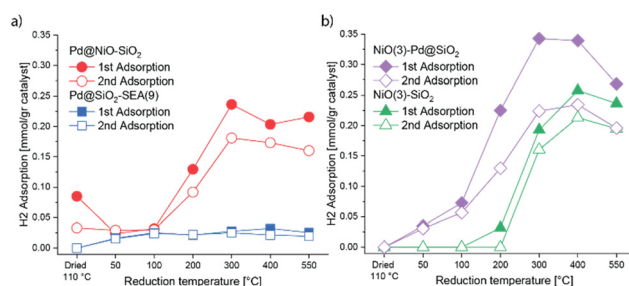 a)
H2 Adsorption [mmol/gr catalyst]
0.35
0.30
0.25
0.20
0.15
0.10
0.05
0.00
Pd@NiO-SiO2
1st Adsorption
2nd Adsorption
Pd@SiO2-SEA(9)
1st Adsorption
2nd Adsorption
Dried 50 100 200 300 400 550
110 °C
Reduction temperature [°C]
b)
H2 Adsorption [mmol/gr catalyst]
0.35
0.30
0.25
0.20
0.15
0.10
0.05
0.00
NiO(3)-Pd@SiO2
1st Adsorption
2nd Adsorption
NiO(3)-SiO2
1st Adsorption
2nd Adsorption
Dried 50 100 200 300 400 550
110 °C
Reduction temperature [°C]